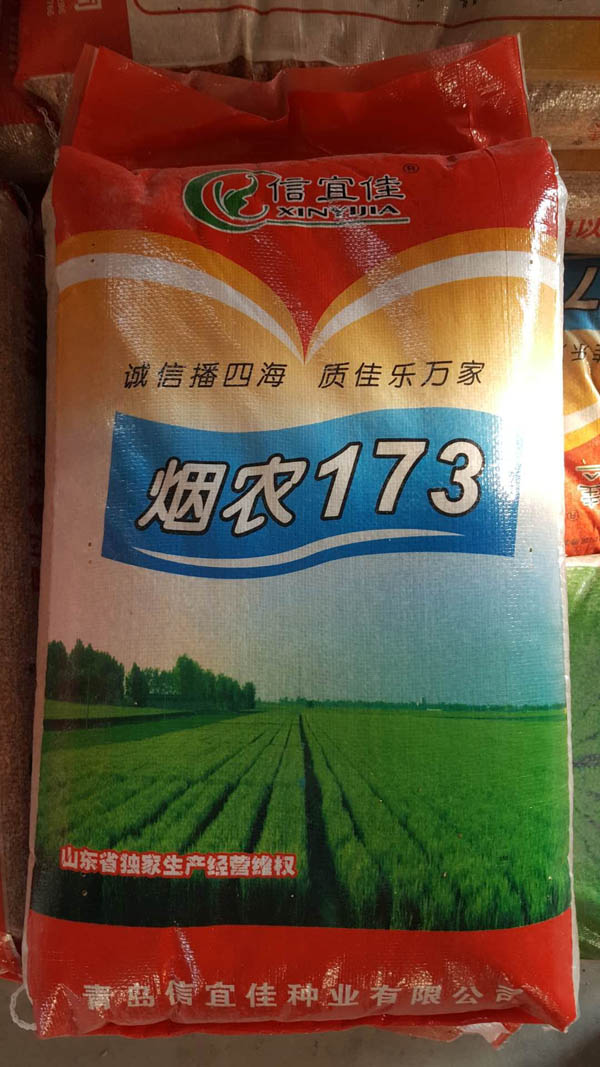 信宜佳®
XINYIJIA
诚信播四海 质佳乐万家
烟农173
山东省独家生产经营维权
青岛信宜佳种业有限公司